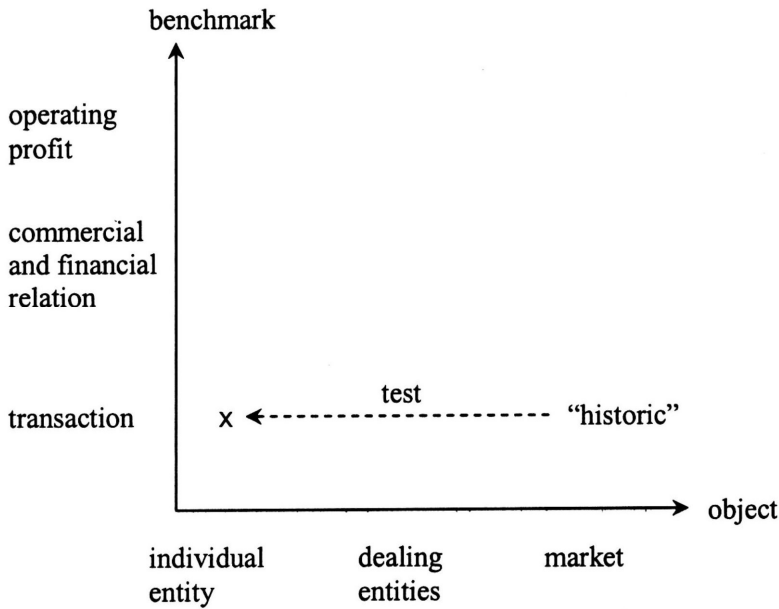 benchmark
operating
profit
commercial
and financial
relation
test
transaction
x
“historic”
object
individual
entity
dealing
entities
market